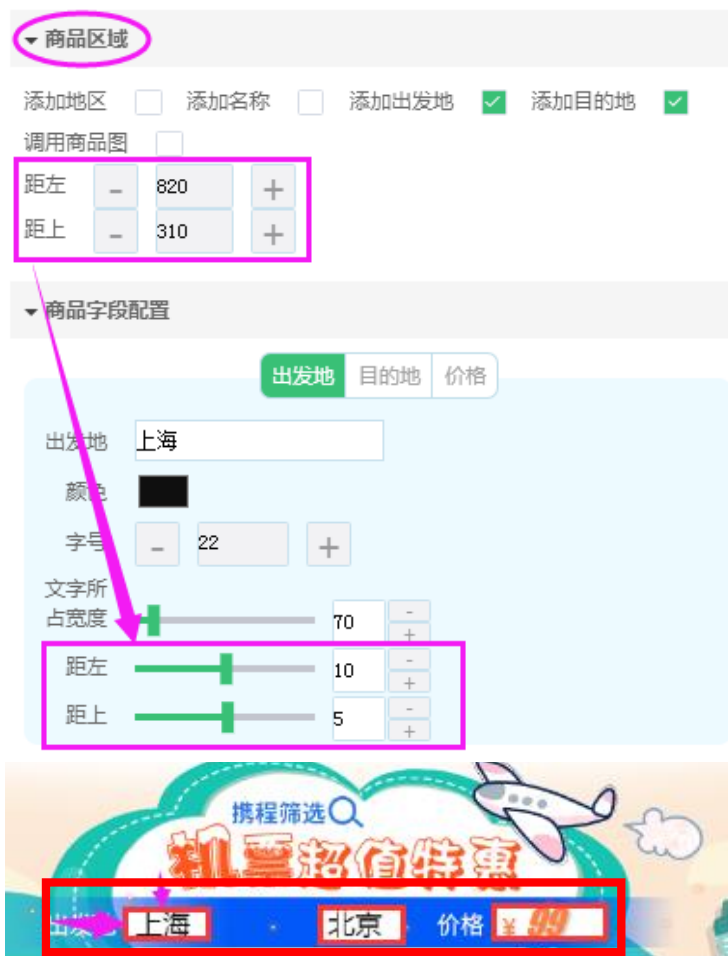 商品区域
添加地区 添加名称 添加出发地 添加目的地
调用商品图
距左 - 820 +
距上 - 310 +
商品字段配置
出发地 目的地 价格
出发地 上海
颜色
字号 - 22 +
文字所
占宽度 70 - +
距左 10 - +
距上 5 - +
携程筛选
机票超值特惠
出发地 上海 北京 价格 ¥ 99